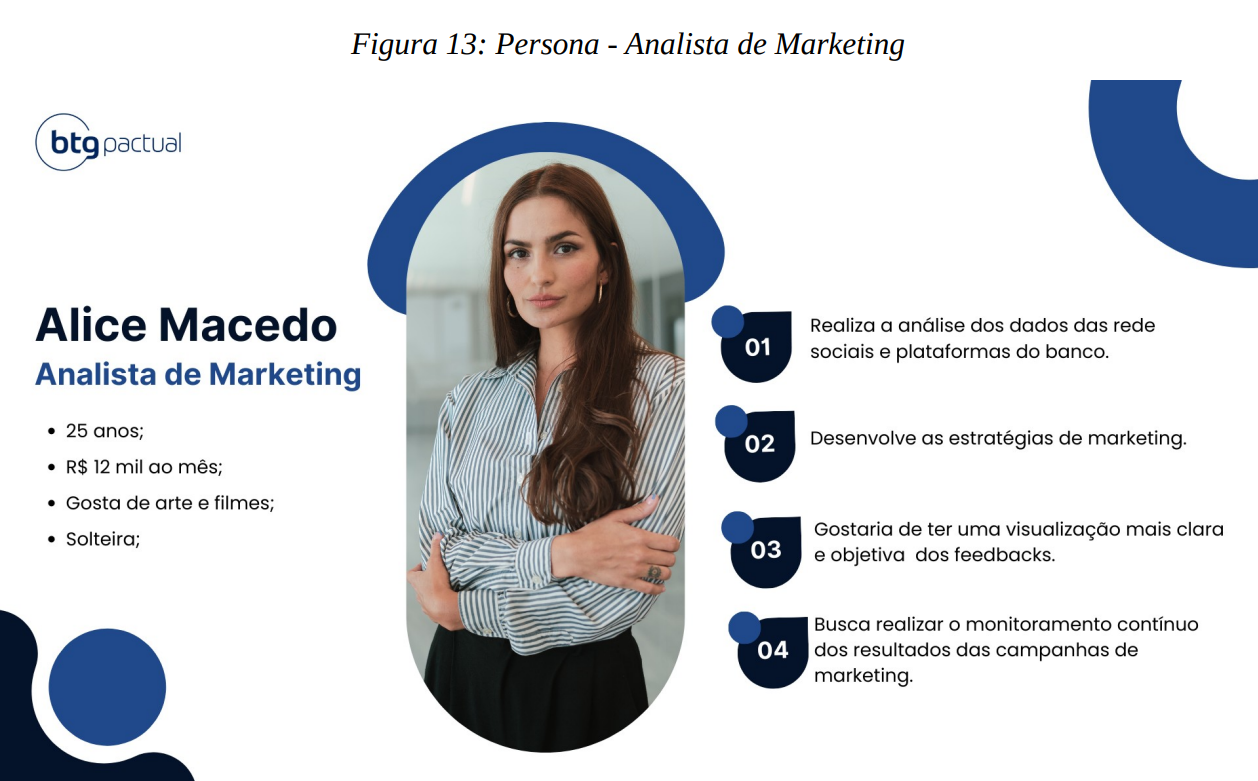 Figura 13: Persona - Analista de Marketing
btg pactual
Alice Macedo
Analista de Marketing
25 anos;
R$ 12 mil ao mês;
Gosta de arte e filmes;
Solteira;
01
Realiza a análise dos dados das rede
sociais e plataformas do banco.
02
Desenvolve as estratégias de marketing.
03
Gostaria de ter uma visualização mais clara
e objetiva  dos feedbacks.
04
Busca realizar o monitoramento contínuo
dos resultados das campanhas de
marketing.